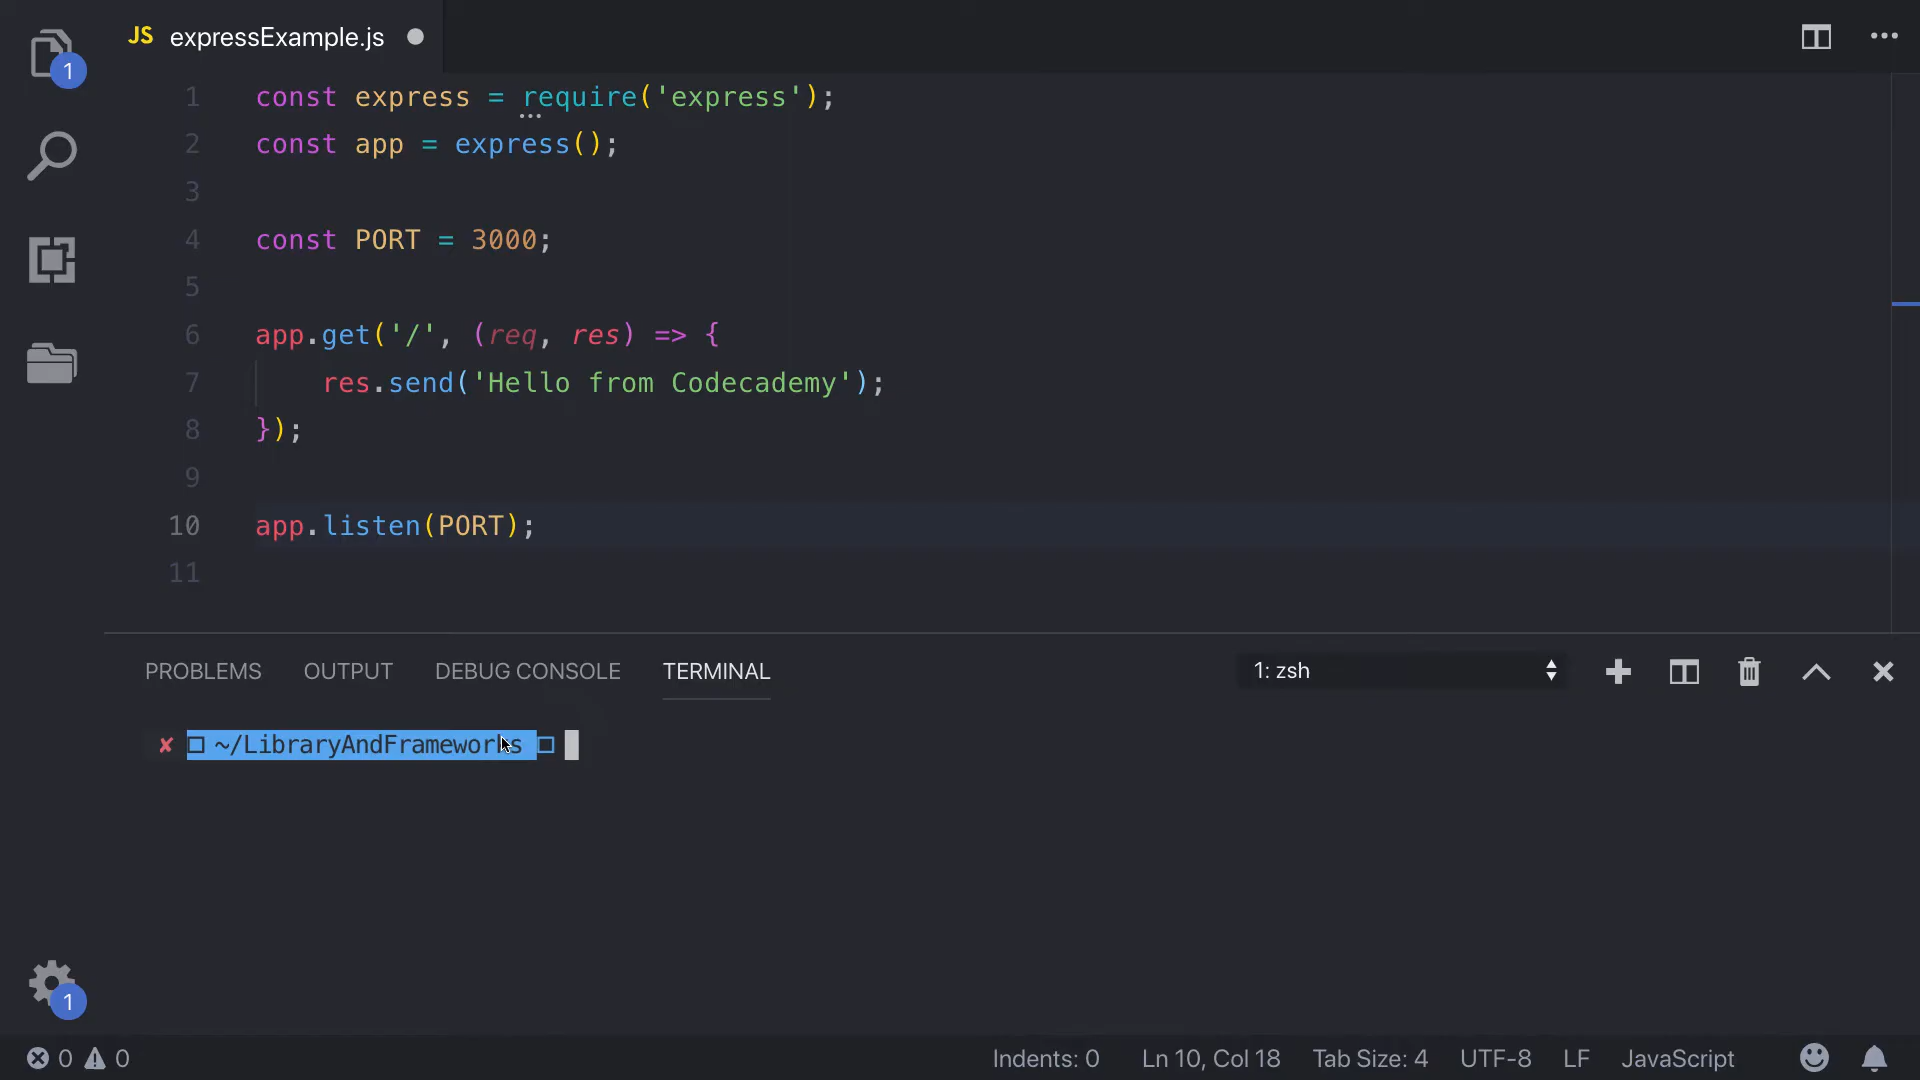 1
JS expressExample.js
1 const express = require('express');
2 const app = express();
3
4 const PORT = 3000;
5
6 app.get('/', (req, res) => {
7 res.send('Hello from Codecademy');
8 });
9
10 app.listen(PORT);
11
PROBLEMS OUTPUT DEBUG CONSOLE TERMINAL 1: zsh
✘ ~/LibraryAndFrameworks
1
0 0 Indents: 0 Ln 10, Col 18 Tab Size: 4 UTF-8 LF JavaScript